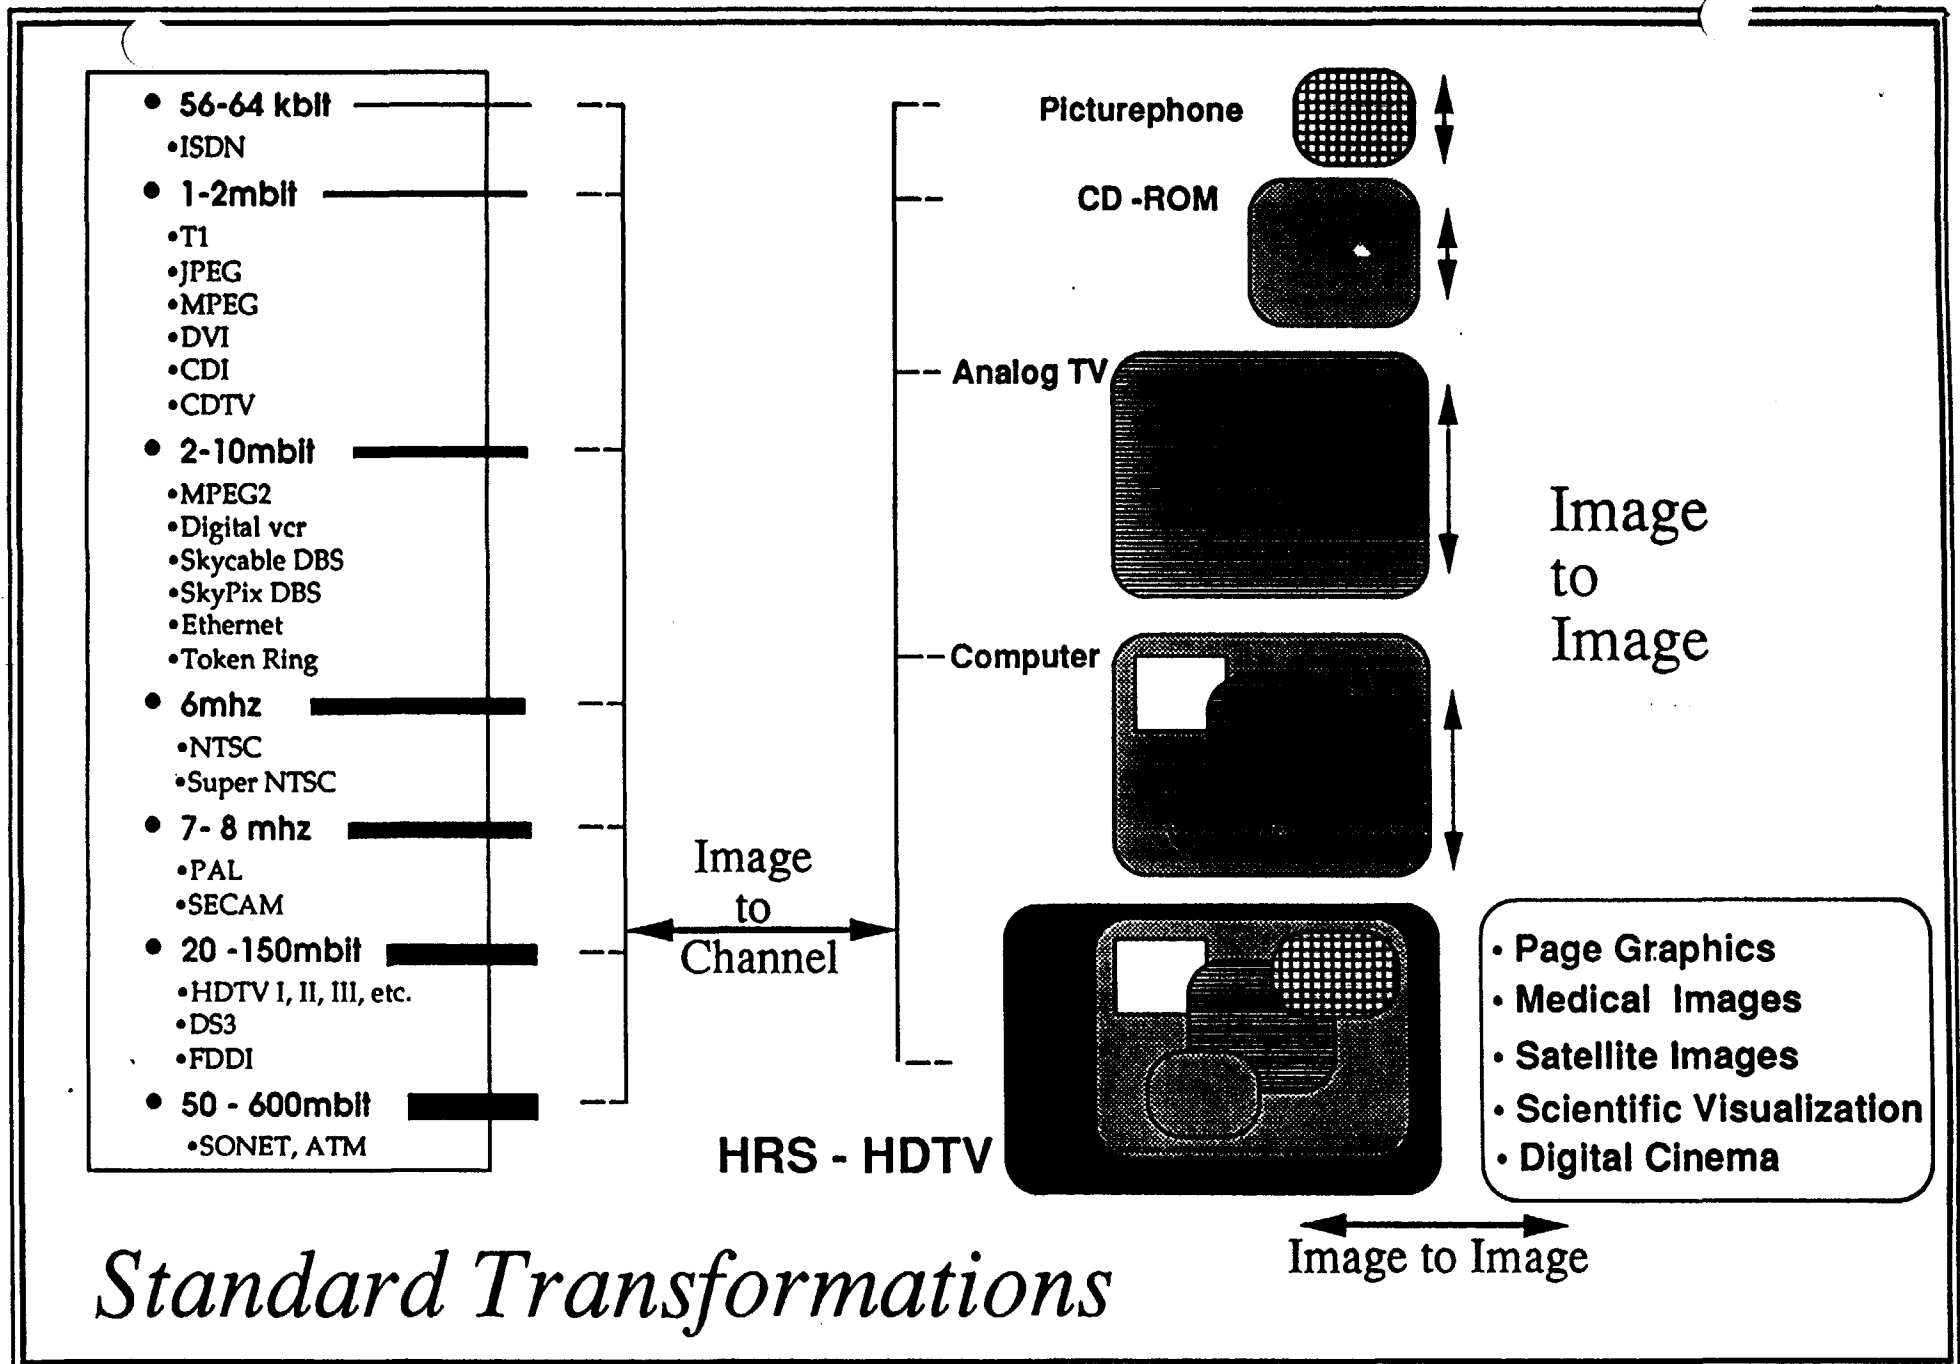 • 56-64 kbit
•ISDN
• 1-2mbit
•T1
•JPEG
•MPEG
•DVI
•CDI
•CDTV
• 2-10mbit
•MPEG2
•Digital vcr
•Skycable DBS
•SkyPix DBS
•Ethernet
•Token Ring
• 6mhz
•NTSC
•Super NTSC
• 7- 8 mhz
•PAL
•SECAM
• 20 -150mbit
•HDTV I, II, III, etc.
•DS3
•FDDI
• 50 - 600mbit
•SONET, ATM
Image
to
Channel
Picturephone
CD -ROM
Analog TV
Computer
HRS - HDTV
Image
to
Image
• Page Graphics
• Medical Images
• Satellite Images
• Scientific Visualization
• Digital Cinema
Image to Image
Standard Transformations